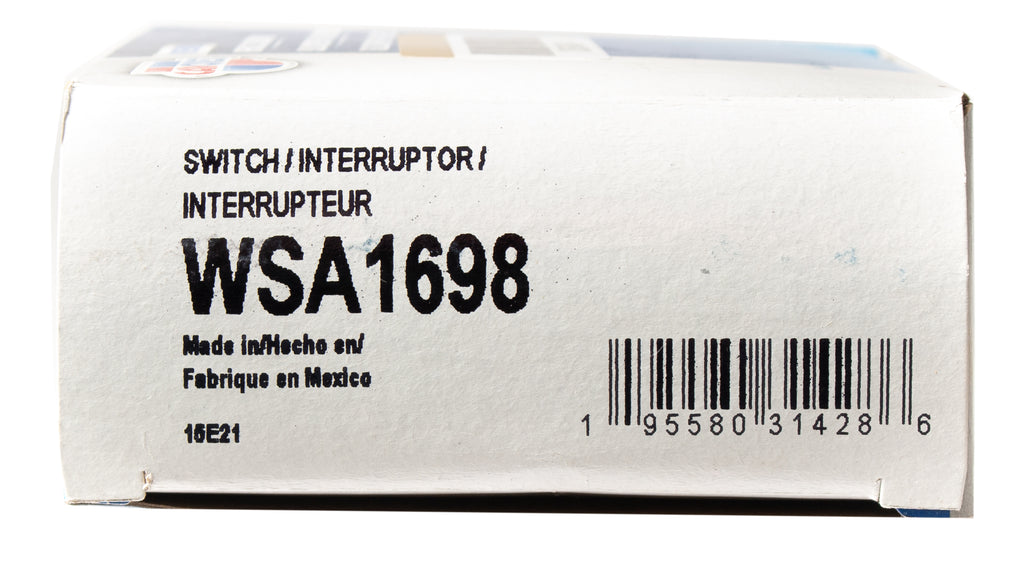 SWITCH / INTERRUPTOR /
INTERRUPTEUR
WSA1698
Made in/Hecho en/
Fabrique en Mexico
15E21
1 95580 31428 6